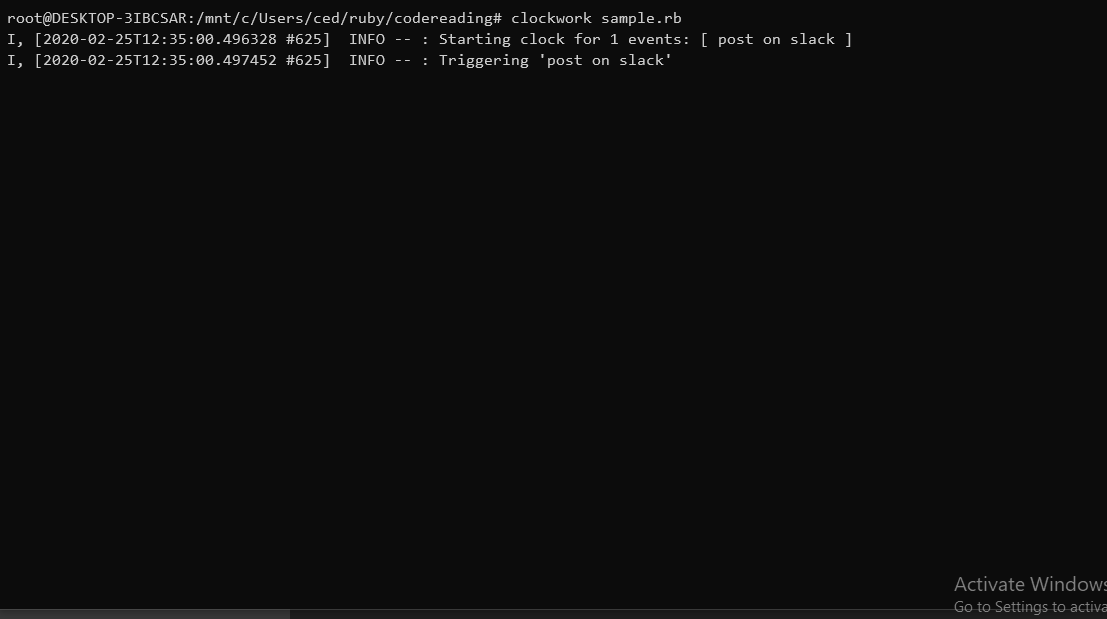 root@DESKTOP-3IBCSAR:/mnt/c/Users/ced/ruby/codereading# clockwork sample.rb
I, [2020-02-25T12:35:00.496328 #625]  INFO -- : Starting clock for 1 events: [ post on slack ]
I, [2020-02-25T12:35:00.497452 #625]  INFO -- : Triggering 'post on slack'
Activate Windows
Go to Settings to activa